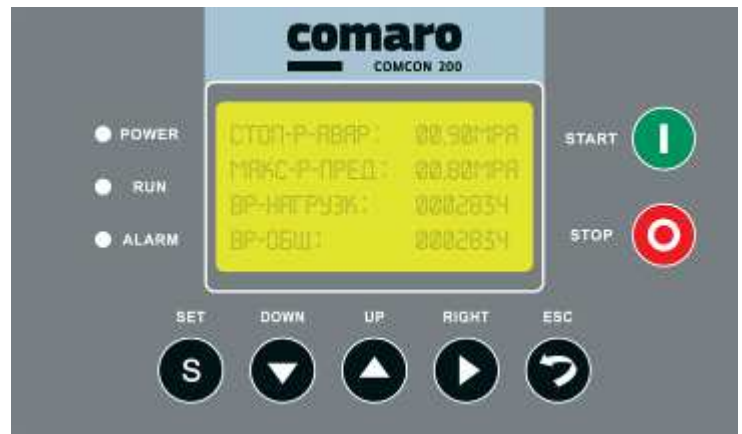 comaro
COMCON 200
POWER
RUN
ALARM
СТОП-Р-АВАР: 00.90MPA
МАКС-Р-ПРЕД: 00.80MPA
ВР-НАГРУЗК: 0002834
ВР-ОБЩ: 0002834
START
STOP
SET DOWN UP RIGHT ESC
S